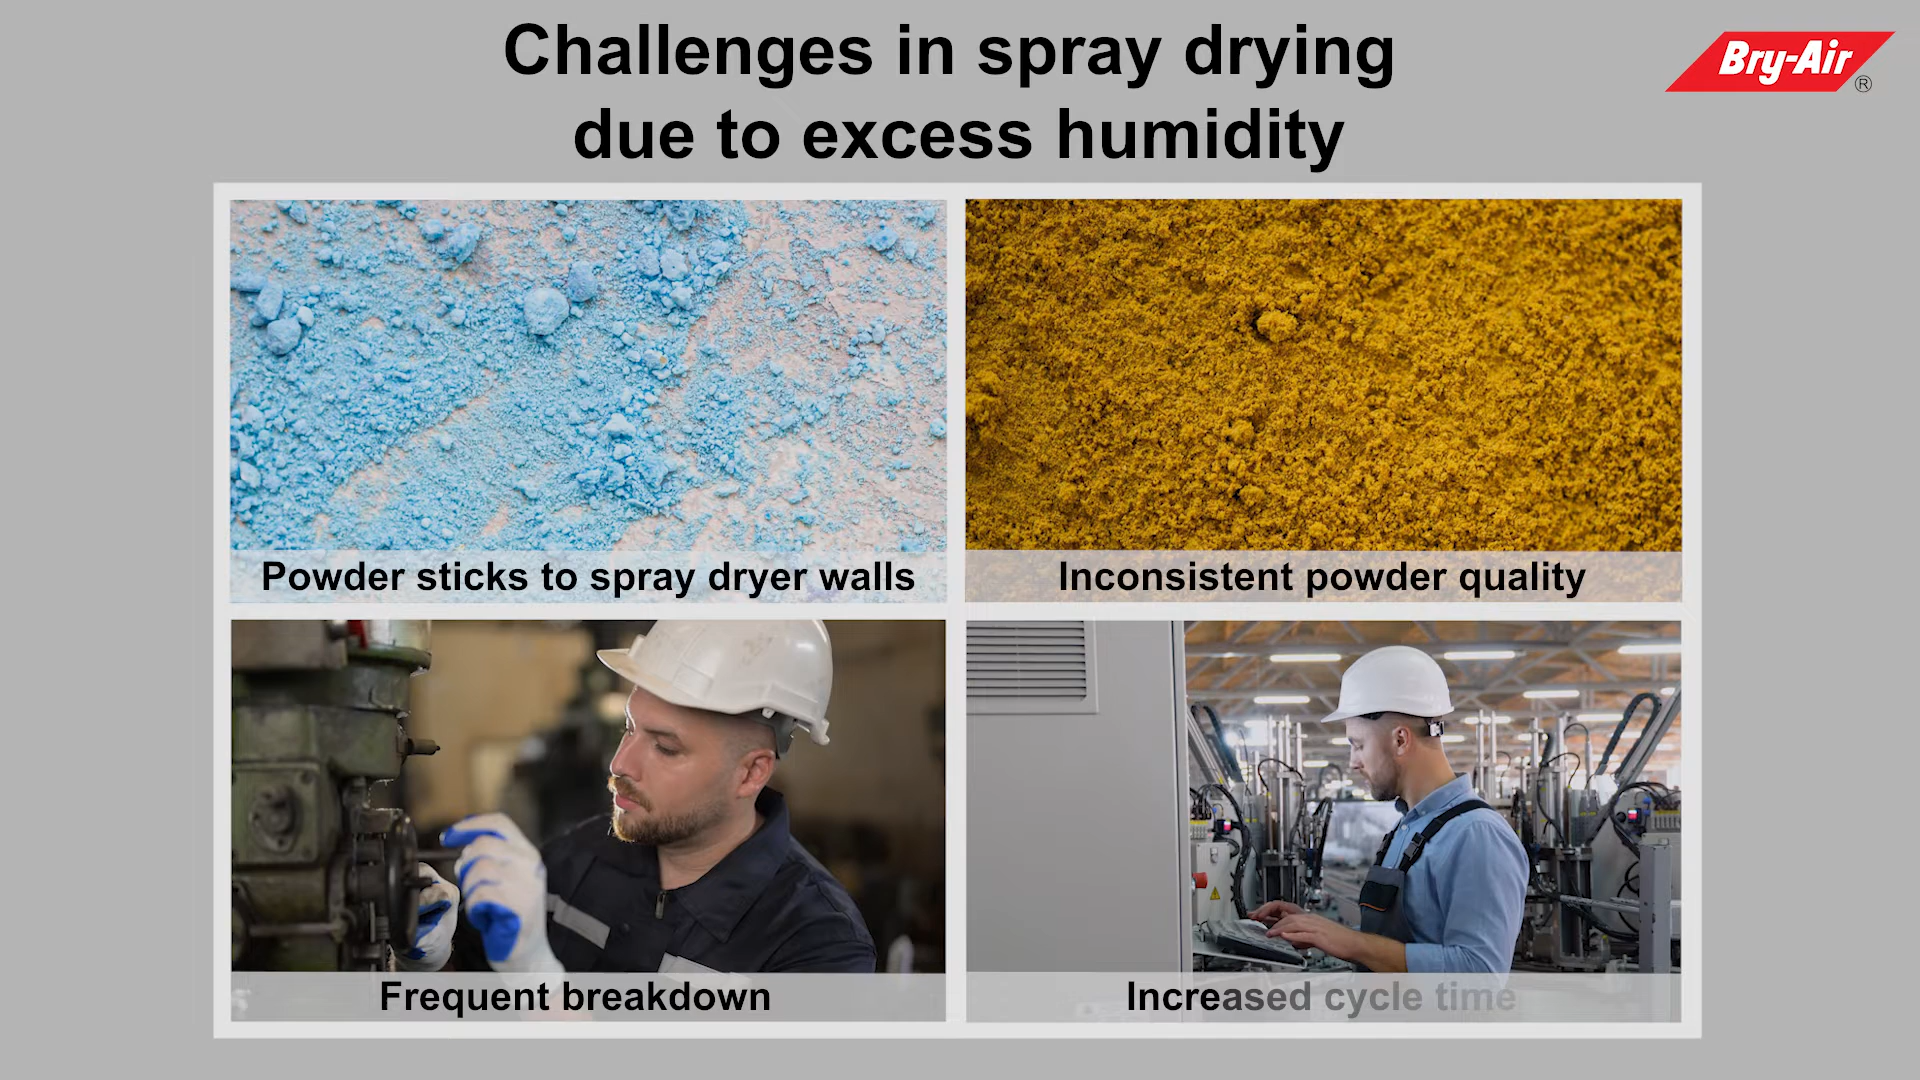 Challenges in spray drying
due to excess humidity
Bry-Air
®
Powder sticks to spray dryer walls
Inconsistent powder quality
Frequent breakdown
Increased cycle time